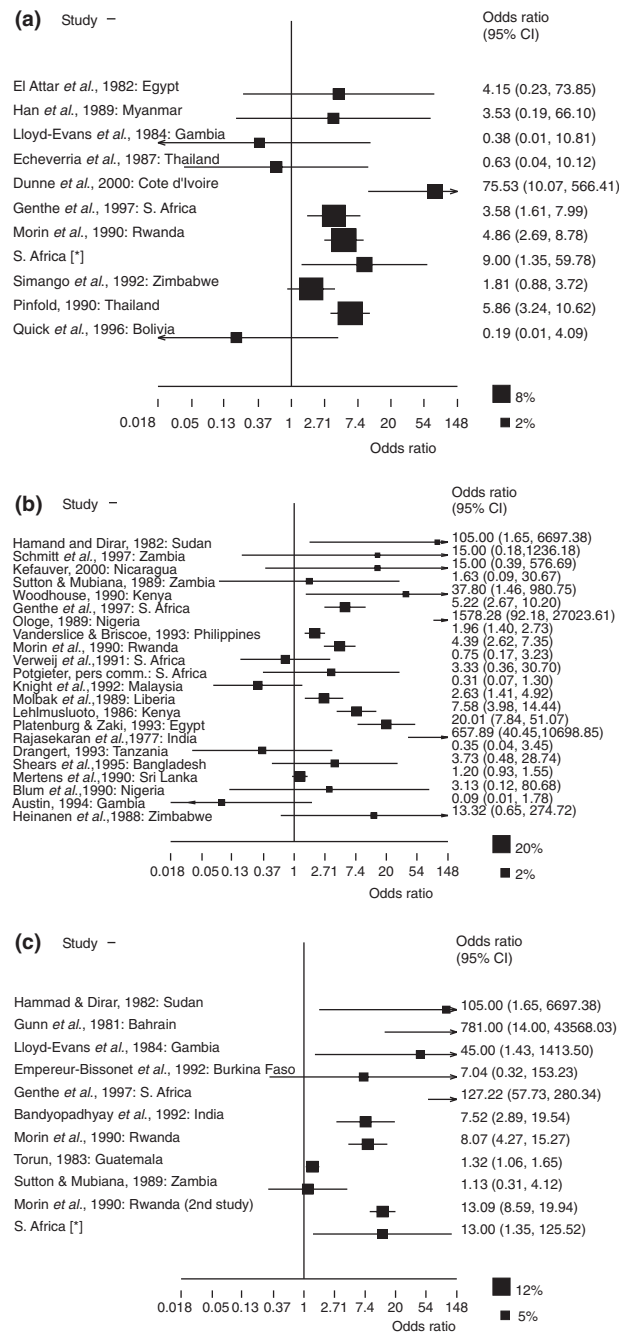 (a) Study – Odds ratio
(95% CI)
El Attar et al., 1982: Egypt 4.15 (0.23, 73.85)
Han et al., 1989: Myanmar 3.53 (0.19, 66.10)
Lloyd-Evans et al., 1984: Gambia 0.38 (0.01, 10.81)
Echeverria et al., 1987: Thailand 0.63 (0.04, 10.12)
Dunne et al., 2000: Cote d'Ivoire 75.53 (10.07, 566.41)
Genthe et al., 1997: S. Africa 3.58 (1.61, 7.99)
Morin et al., 1990: Rwanda 4.86 (2.69, 8.78)
S. Africa [*] 9.00 (1.35, 59.78)
Simango et al., 1992: Zimbabwe 1.81 (0.88, 3.72)
Pinfold, 1990: Thailand 5.86 (3.24, 10.62)
Quick et al., 1996: Bolivia 0.19 (0.01, 4.09)
8%
0.018 0.05 0.13 0.37 1 2.71 7.4 20 54 148 2%
Odds ratio
(b) Study – Odds ratio
(95% CI)
Hamand and Dirar, 1982: Sudan 105.00 (1.65, 6697.38)
Schmitt et al., 1997: Zambia 15.00 (0.18,1236.18)
Kefauver, 2000: Nicaragua 15.00 (0.39, 576.69)
Sutton & Mubiana, 1989: Zambia 1.63 (0.09, 30.67)
Woodhouse, 1990: Kenya 37.80 (1.46, 980.75)
Genthe et al., 1997: S. Africa 5.22 (2.67, 10.20)
Ologe, 1989: Nigeria 1578.28 (92.18, 27023.61)
Vanderslice & Briscoe, 1993: Philippines 1.96 (1.40, 2.73)
Morin et al., 1990: Rwanda 4.39 (2.62, 7.35)
Verweij et al.,1991: S. Africa 0.75 (0.17, 3.23)
Potgieter, pers comm.: S. Africa 3.33 (0.36, 30.70)
Knight et al.,1992: Malaysia 0.31 (0.07, 1.30)
Molbak et al.,1989: Liberia 2.63 (1.41, 4.92)
Lehlmusluoto, 1986: Kenya 7.58 (3.98, 14.44)
Platenburg & Zaki, 1993: Egypt 20.01 (7.84, 51.07)
Rajasekaran et al.,1977: India 657.89 (40.45,10698.85)
Drangert, 1993: Tanzania 0.35 (0.04, 3.45)
Shears et al.,1995: Bangladesh 3.73 (0.48, 28.74)
Mertens et al.,1990: Sri Lanka 1.20 (0.93, 1.55)
Blum et al.,1990: Nigeria 3.13 (0.12, 80.68)
Austin, 1994: Gambia 0.09 (0.01, 1.78)
Heinanen et al.,1988: Zimbabwe 13.32 (0.65, 274.72)
20%
0.018 0.05 0.13 0.37 1 2.71 7.4 20 54 148 2%
Odds ratio
(c) Study – Odds ratio
(95% CI)
Hammad & Dirar, 1982: Sudan 105.00 (1.65, 6697.38)
Gunn et al., 1981: Bahrain 781.00 (14.00, 43568.03)
Lloyd-Evans et al., 1984: Gambia 45.00 (1.43, 1413.50)
Empereur-Bissonet et al., 1992: Burkina Faso 7.04 (0.32, 153.23)
Genthe et al., 1997: S. Africa 127.22 (57.73, 280.34)
Bandyopadhyay et al., 1992: India 7.52 (2.89, 19.54)
Morin et al., 1990: Rwanda 8.07 (4.27, 15.27)
Torun, 1983: Guatemala 1.32 (1.06, 1.65)
Sutton & Mubiana, 1989: Zambia 1.13 (0.31, 4.12)
Morin et al., 1990: Rwanda (2nd study) 13.09 (8.59, 19.94)
S. Africa [*] 13.00 (1.35, 125.52)
12%
0.018 0.05 0.13 0.37 1 2.71 7.4 20 54 148 5%
Odds ratio